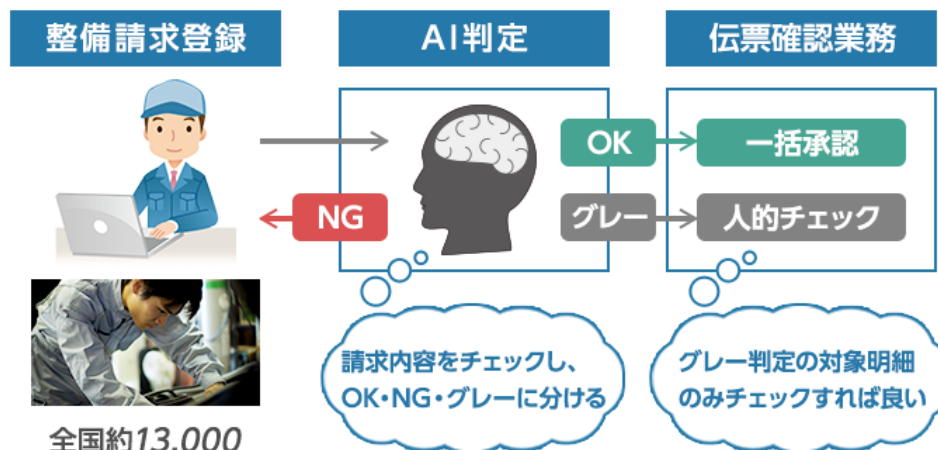 整備請求登録
AI判定
伝票確認業務
OK
一括承認
NG
グレー
人的チェック
請求内容をチェックし、
OK・NG・グレーに分ける
グレー判定の対象明細
のみチェックすれば良い
全国約13,000